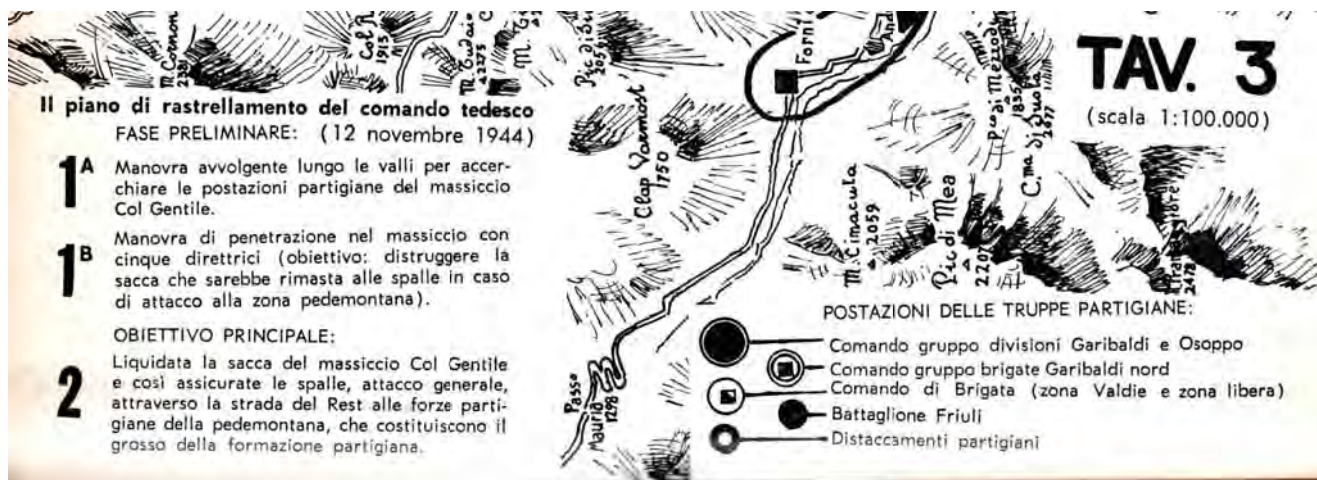 M. Cornon
2381
Col R
1913
2275
2059
Forni
And
1835
C.ma di Suola
2077
TAV. 3
(scala 1:100.000)
Il piano di rastrellamento del comando tedesco
FASE PRELIMINARE: (12 novembre 1944)
1A Manovra avvolgente lungo le valli per accer-
chiare le postazioni partigiane del massiccio
Col Gentile.
1B Manovra di penetrazione nel massiccio con
cinque direttrici (obiettivo: distruggere la
sacca che sarebbe rimasta alle spalle in caso
di attacco alla zona pedemontana).
OBIETTIVO PRINCIPALE:
2 Liquidata la sacca del massiccio Col Gentile
e così assicurate le spalle, attacco generale,
attraverso la strada del Rest alle forze parti-
giane della pedemontana, che costituiscono il
grosso della formazione partigiana.
Clap Varmost
1750
Passo
Mauria
1298
M. Cimacuta
2059
Pic di Mea
POSTAZIONI DELLE TRUPPE PARTIGIANE:
Comando gruppo divisioni Garibaldi e Osoppo
Comando gruppo brigate Garibaldi nord
Comando di Brigata (zona Valdie e zona libera)
Battaglione Friuli
Distaccamenti partigiani